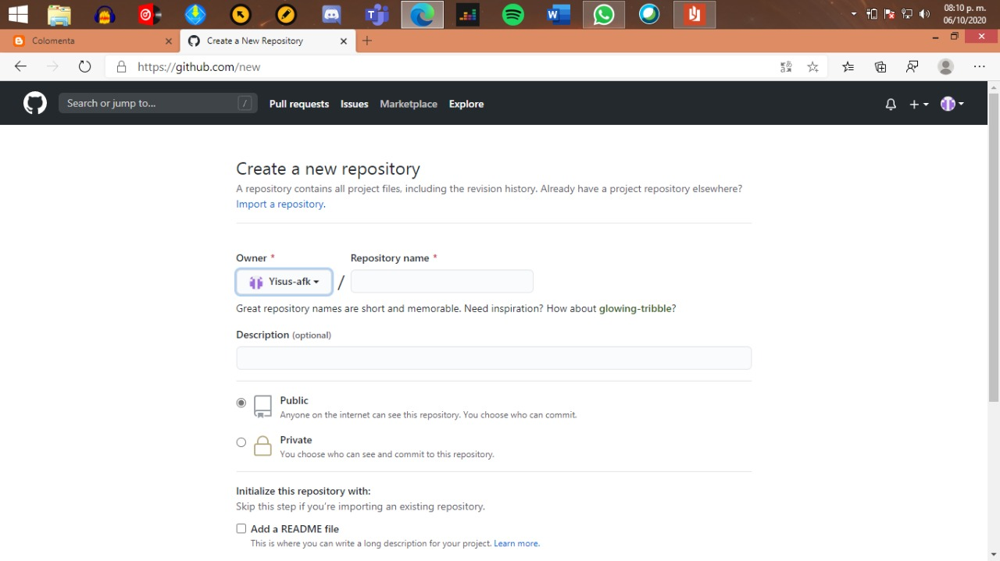 08:10 p. m.
06/10/2020
Colomenta
Create a New Repository
https://github.com/new
Search or jump to... /
Pull requests Issues Marketplace Explore
Create a new repository
A repository contains all project files, including the revision history. Already have a project repository elsewhere?
Import a repository.
Owner * Repository name *
Yisus-afk /
Great repository names are short and memorable. Need inspiration? How about glowing-tribble?
Description (optional)
Public
Anyone on the internet can see this repository. You choose who can commit.
Private
You choose who can see and commit to this repository.
Initialize this repository with:
Skip this step if you're importing an existing repository.
Add a README file
This is where you can write a long description for your project. Learn more.